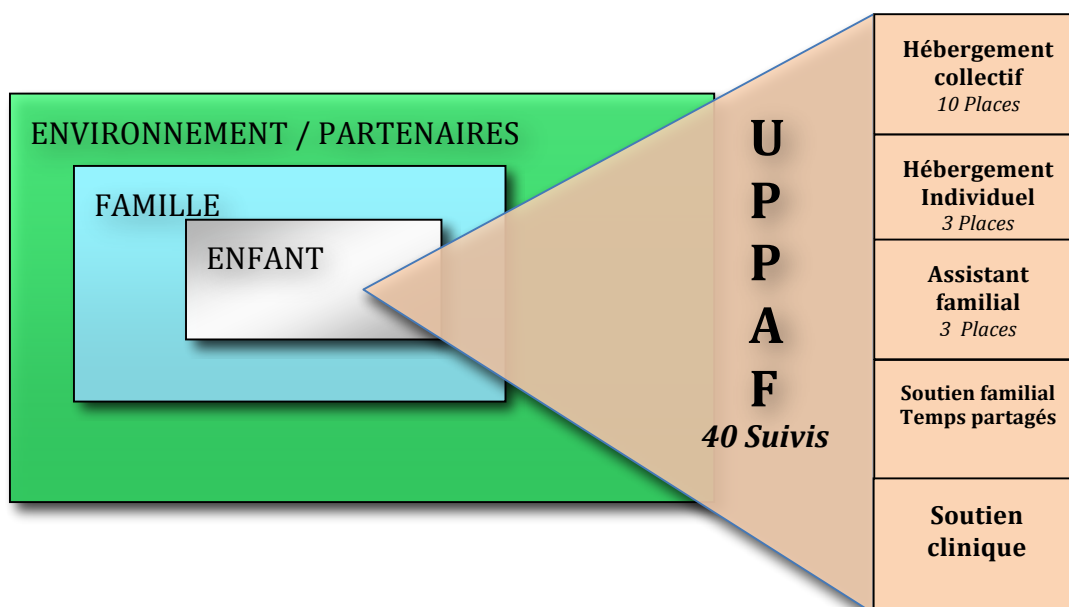 ENVIRONNEMENT / PARTENAIRES
FAMILLE
ENFANT
U
P
P
A
F
40 Suivis
Hébergement
collectif
10 Places
Hébergement
Individuel
3 Places
Assistant
familial
3 Places
Soutien familial
Temps partagés
Soutien
clinique